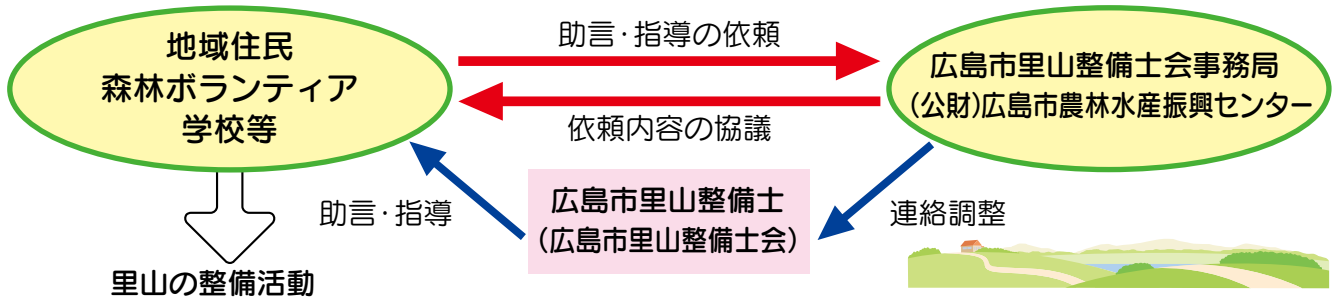 地域住民
森林ボランティア
学校等
助言・指導の依頼
広島市里山整備士会事務局
(公財)広島市農林水産振興センター
依頼内容の協議
助言・指導
広島市里山整備士
(広島市里山整備士会)
連絡調整
里山の整備活動